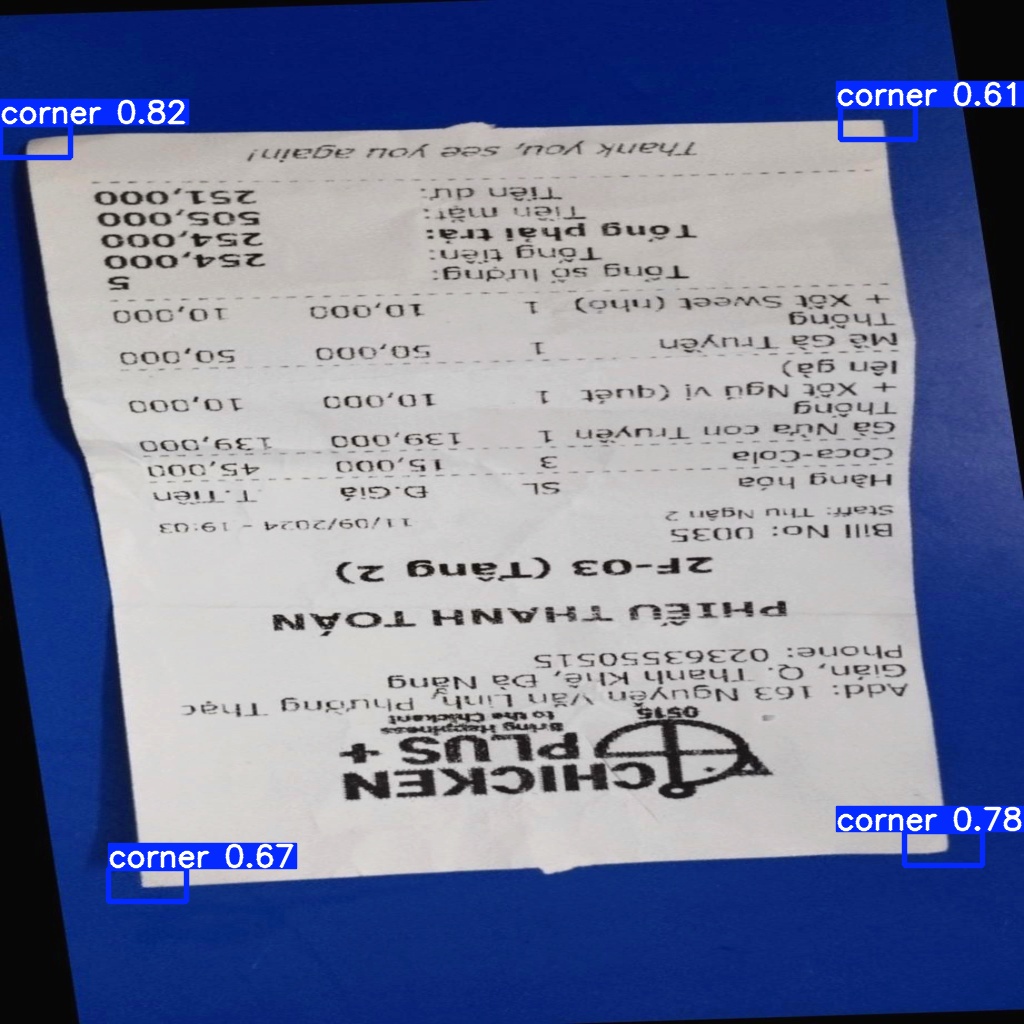 corner 0.82
corner 0.61
corner 0.67
corner 0.78
CHICKEN
PLUS +
Bring Happiness
to the Chickent
0515
Add: 163 Nguyễn Văn Linh, Phường Thạc
Gián, Q. Thanh Khê, Đà Nẵng
Phone: 02363550515
PHIẾU THANH TOÁN
2F-03 (Tầng 2)
Bill No: 0035 11/09/2024 - 19:03
Staff: Thu Ngân 2
Hàng hóa SL Đ.Giá T.Tiền
Coca-Cola 3 15,000 45,000
Gà Nửa con Truyền 1 139,000 139,000
Thống
+ Xốt Ngũ vị (quét 1 10,000 10,000
lên gà)
Mề Gà Truyền 1 50,000 50,000
Thống
+ Xốt Sweet (nhỏ) 1 10,000 10,000
Tổng số lượng: 5
Tổng tiền: 254,000
Tổng phải trả: 254,000
Tiền mặt: 505,000
Tiền dư: 251,000
Thank you, see you again!